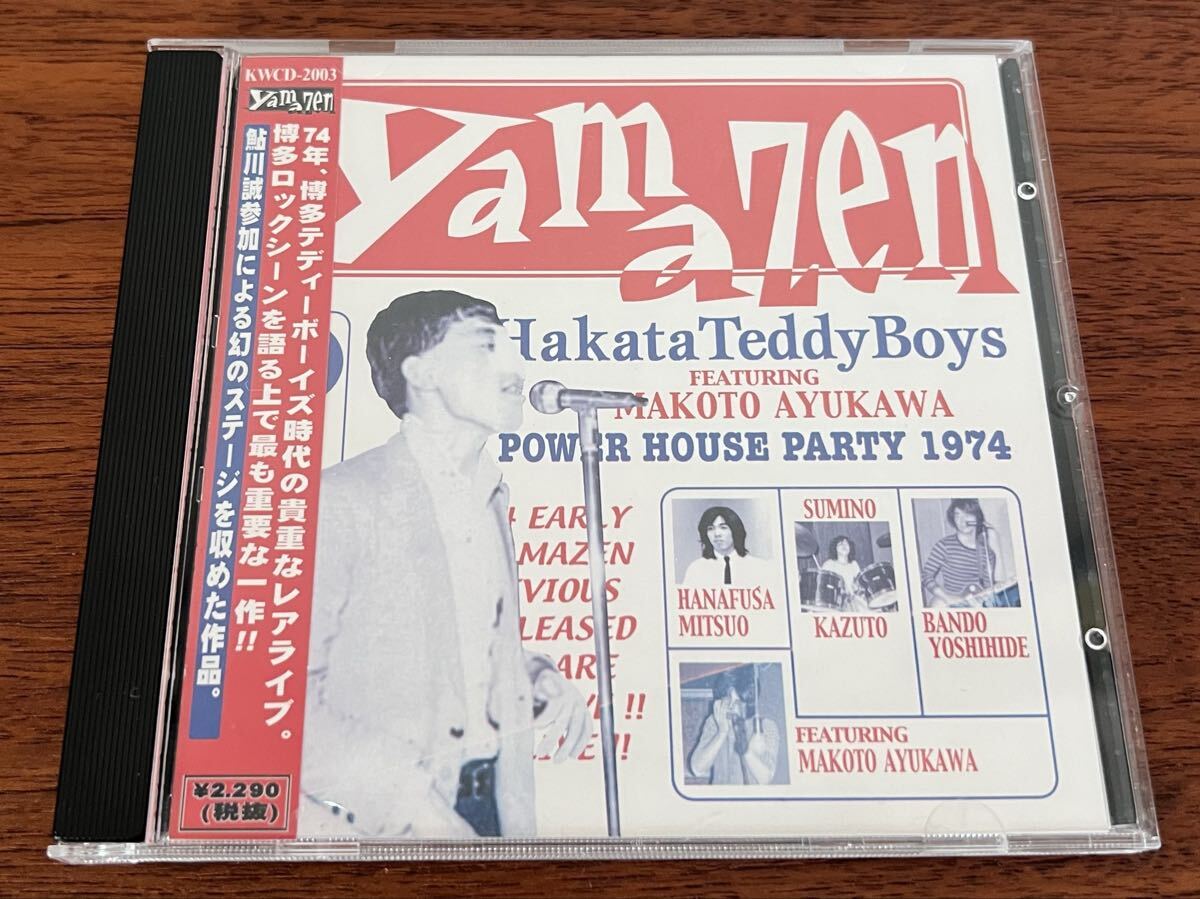 KWCD-2003
yamazen
74年、博多テディーボーイズ時代の貴重なレアライブ。
博多ロックシーンを語る上で最も重要な一作!!
鮎川誠参加による幻のステージを収めた作品。
¥2.290
(税抜)
yamazen
HakataTeddyBoys
FEATURING
MAKOTO AYUKAWA
POWER HOUSE PARTY 1974
EARLY
AMAZEN
VIOUS
LEASED
ARE
!!
!!
HANAFUSA
MITSUO
SUMINO
KAZUTO
BANDO
YOSHIHIDE
FEATURING
MAKOTO AYUKAWA